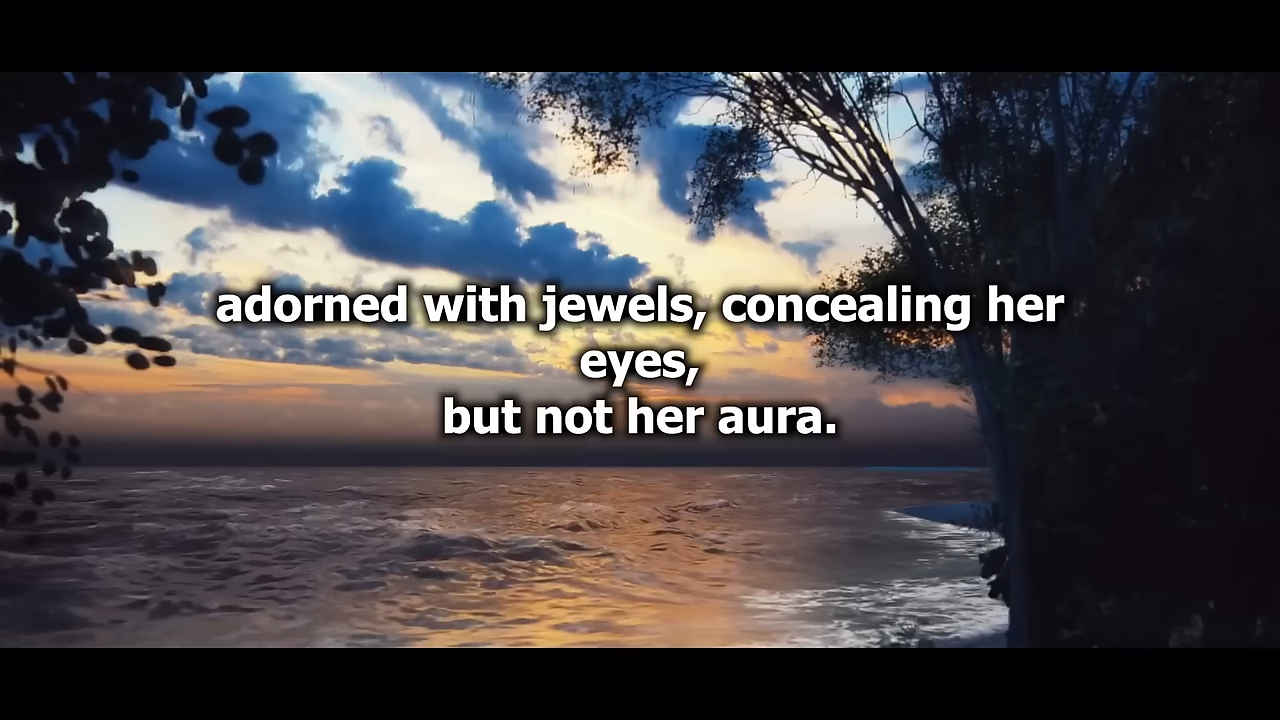 adorned with jewels, concealing her
eyes,
but not her aura.